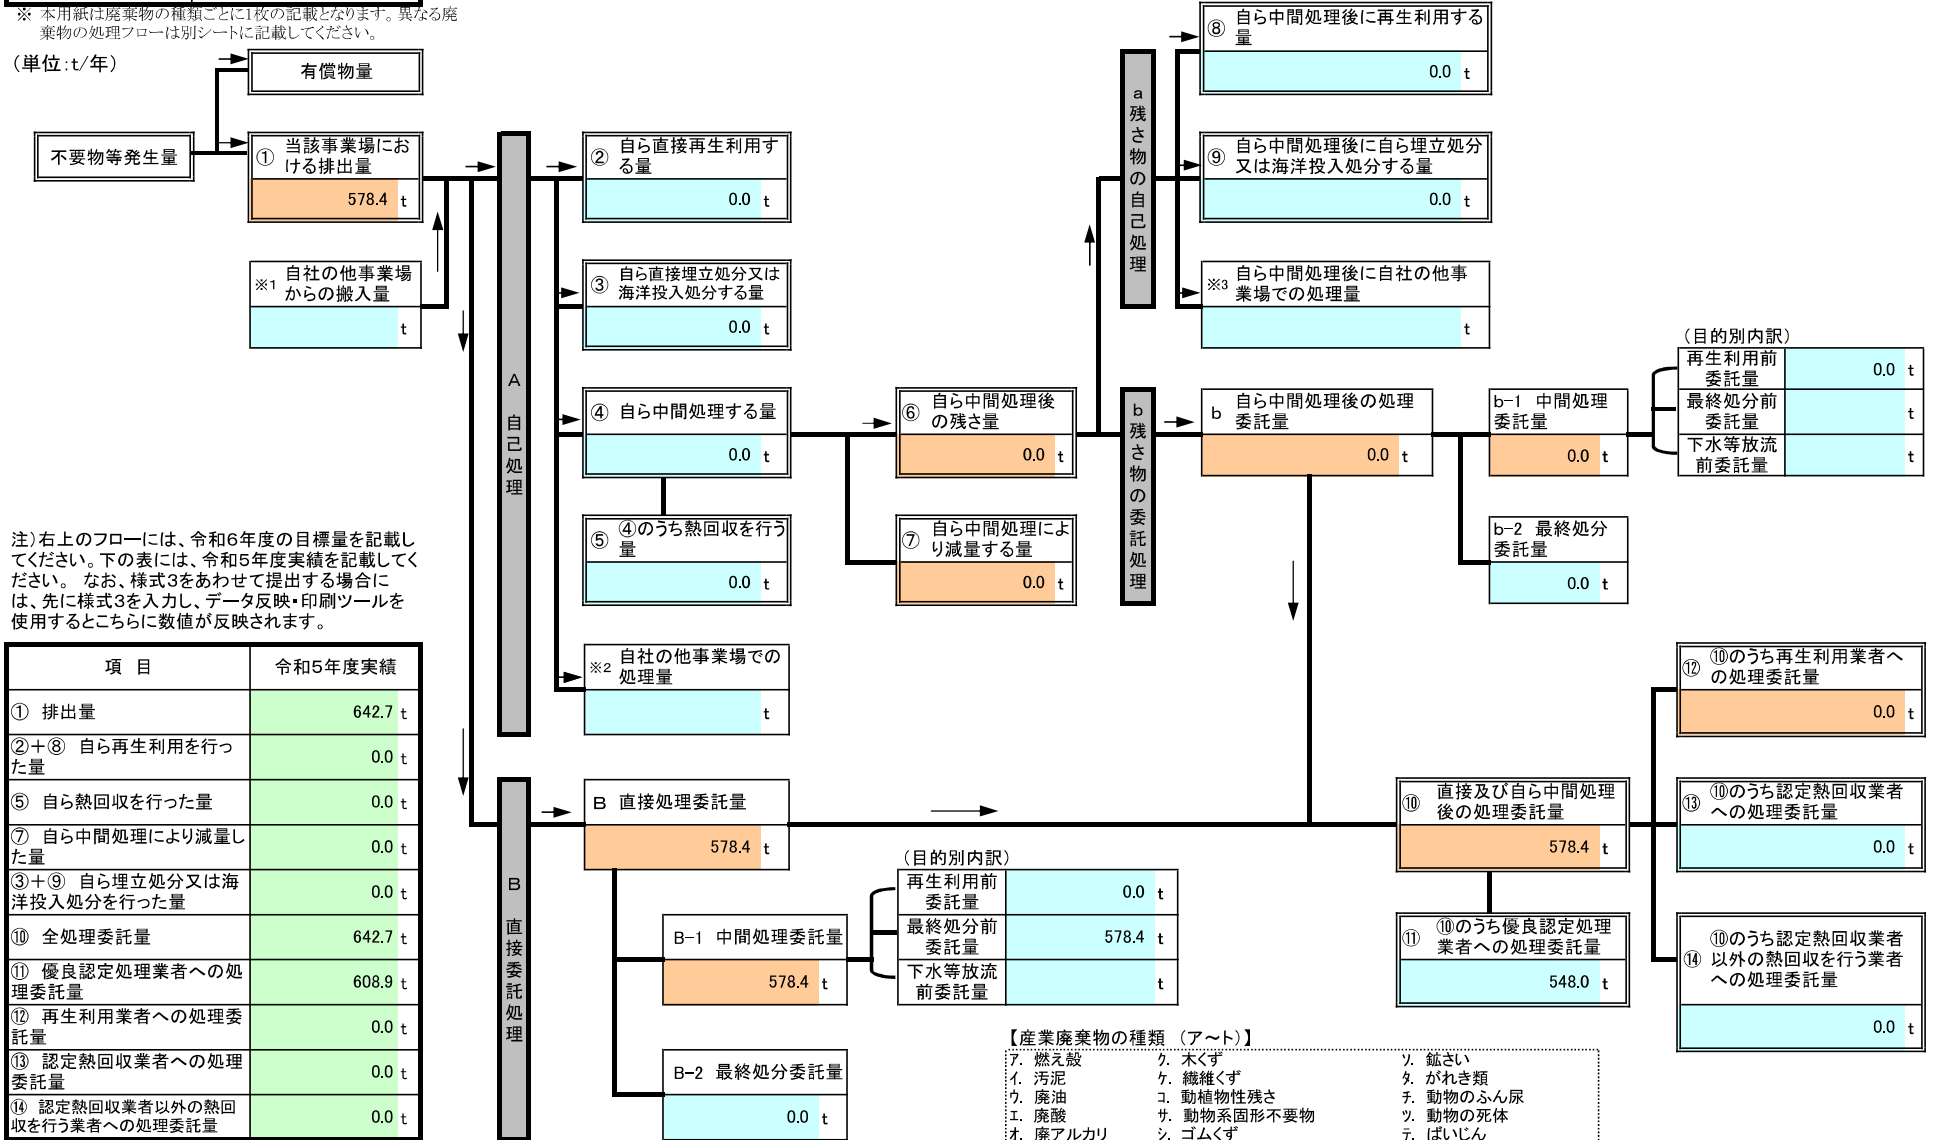 ※ 本用紙は廃棄物の種類ごとに1枚の記載となります。異なる廃
棄物の処理フローは別シートに記載してください。
(単位:t/年)
有償物量
不要物等発生量
① 当該事業場にお
ける排出量
578.4 t
※1 自社の他事業場
からの搬入量
t
A 自己処理
② 自ら直接再生利用す
る量
0.0 t
③ 自ら直接埋立処分又は
海洋投入処分する量
0.0 t
④ 自ら中間処理する量
0.0 t
⑤ ④のうち熱回収を行う
量
0.0 t
※2 自社の他事業場での
処理量
t
⑥ 自ら中間処理後
の残さ量
0.0 t
⑦ 自ら中間処理によ
り減量する量
0.0 t
a 残さ物の自己処理
⑧ 自ら中間処理後に再生利用する
量
0.0 t
⑨ 自ら中間処理後に自ら埋立処分
又は海洋投入処分する量
0.0 t
※3 自ら中間処理後に自社の他事
業場での処理量
t
b 残さ物の委託処理
b 自ら中間処理後の処理
委託量
0.0 t
b-1 中間処理
委託量
0.0 t
b-2 最終処分
委託量
0.0 t
(目的別内訳)
再生利用前
委託量
0.0 t
最終処分前
委託量
t
下水等放流
前委託量
t
注)右上のフローには、令和6年度の目標量を記載し
てください。下の表には、令和5年度実績を記載してく
ださい。 なお、様式3をあわせて提出する場合に
は、先に様式3を入力し、データ反映・印刷ツールを
使用するとこちらに数値が反映されます。
項 目 令和5年度実績
① 排出量 642.7 t
②+⑧ 自ら再生利用を行っ
た量 0.0 t
⑤ 自ら熱回収を行った量 0.0 t
⑦ 自ら中間処理により減量し
た量 0.0 t
③+⑨ 自ら埋立処分又は海
洋投入処分を行った量 0.0 t
⑩ 全処理委託量 642.7 t
⑪ 優良認定処理業者への処
理委託量 608.9 t
⑫ 再生利用業者への処理委
託量 0.0 t
⑬ 認定熱回収業者への処理
委託量 0.0 t
⑭ 認定熱回収業者以外の熱回
収を行う業者への処理委託量 0.0 t
B 直接委託処理
B 直接処理委託量
578.4 t
B-1 中間処理委託量
578.4 t
B-2 最終処分委託量
0.0 t
(目的別内訳)
再生利用前
委託量
0.0 t
最終処分前
委託量
578.4 t
下水等放流
前委託量
t
⑩ 直接及び自ら中間処理
後の処理委託量
578.4 t
⑪ ⑩のうち優良認定処理
業者への処理委託量
548.0 t
⑫ ⑩のうち再生利用業者へ
の処理委託量
0.0 t
⑬ ⑩のうち認定熱回収業者
への処理委託量
0.0 t
⑭ ⑩のうち認定熱回収業者
以外の熱回収を行う業者
への処理委託量
0.0 t
【産業廃棄物の種類 (ア~ト)】
ア. 燃え殻 ク. 木くず ソ. 鉱さい
イ. 汚泥 ケ. 繊維くず タ. がれき類
ウ. 廃油 コ. 動植物性残さ チ. 動物のふん尿
エ. 廃酸 サ. 動物系固形不要物 ツ. 動物の死体
オ. 廃アルカリ シ. ゴムくず テ. ばいじん